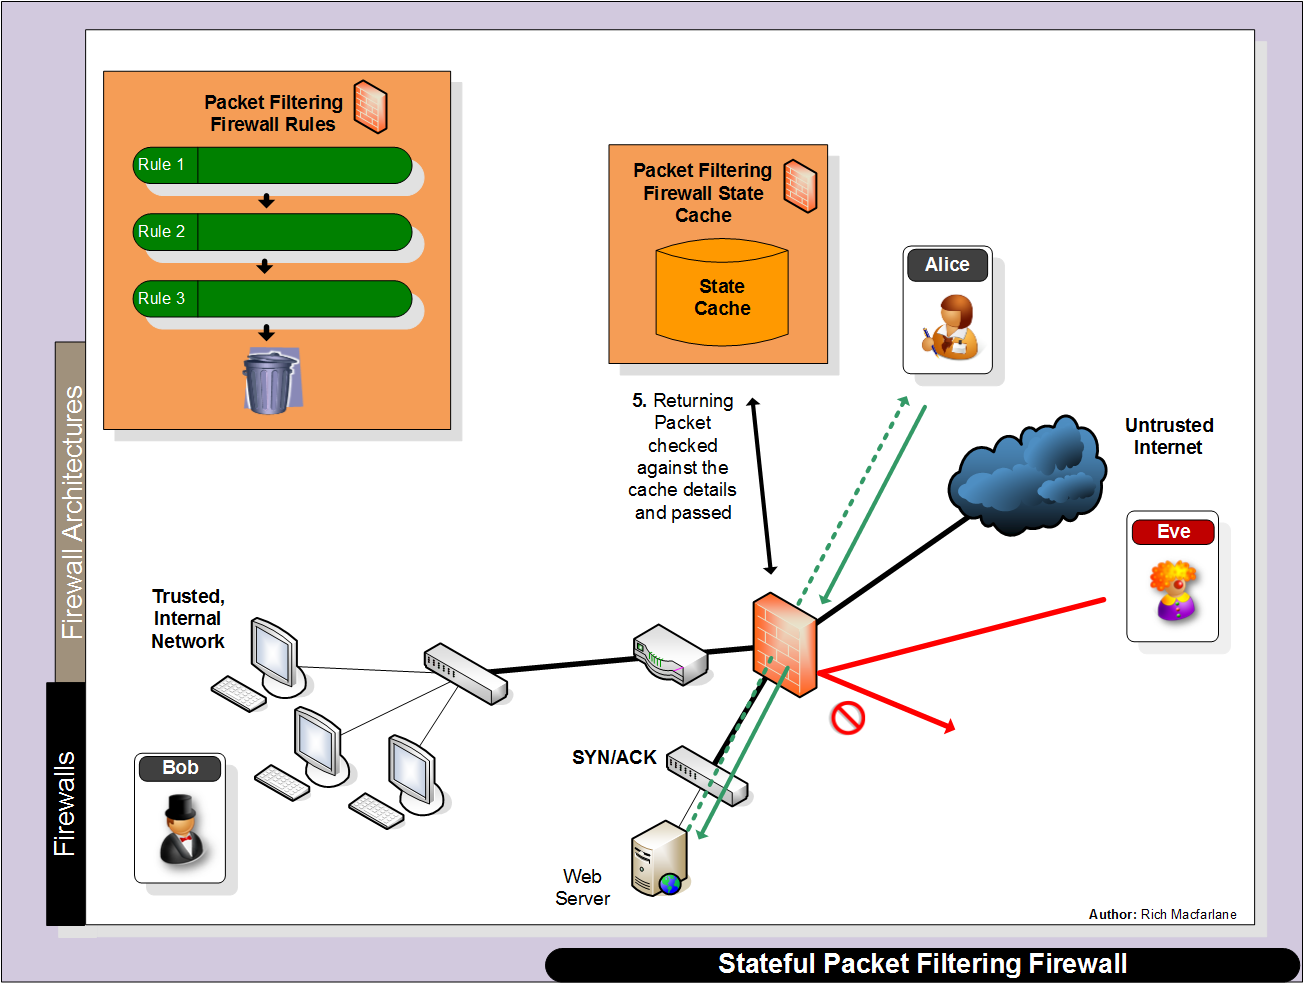 Packet Filtering
Firewall Rules
Rule 1
Rule 2
Rule 3
Packet Filtering
Firewall State
Cache
State
Cache
Alice
5. Returning
Packet
checked
against the
cache details
and passed
Untrusted
Internet
Eve
Trusted,
Internal
Network
SYN/ACK
Bob
Web
Server
Firewall Architectures
Firewalls
Author: Rich Macfarlane
Stateful Packet Filtering Firewall